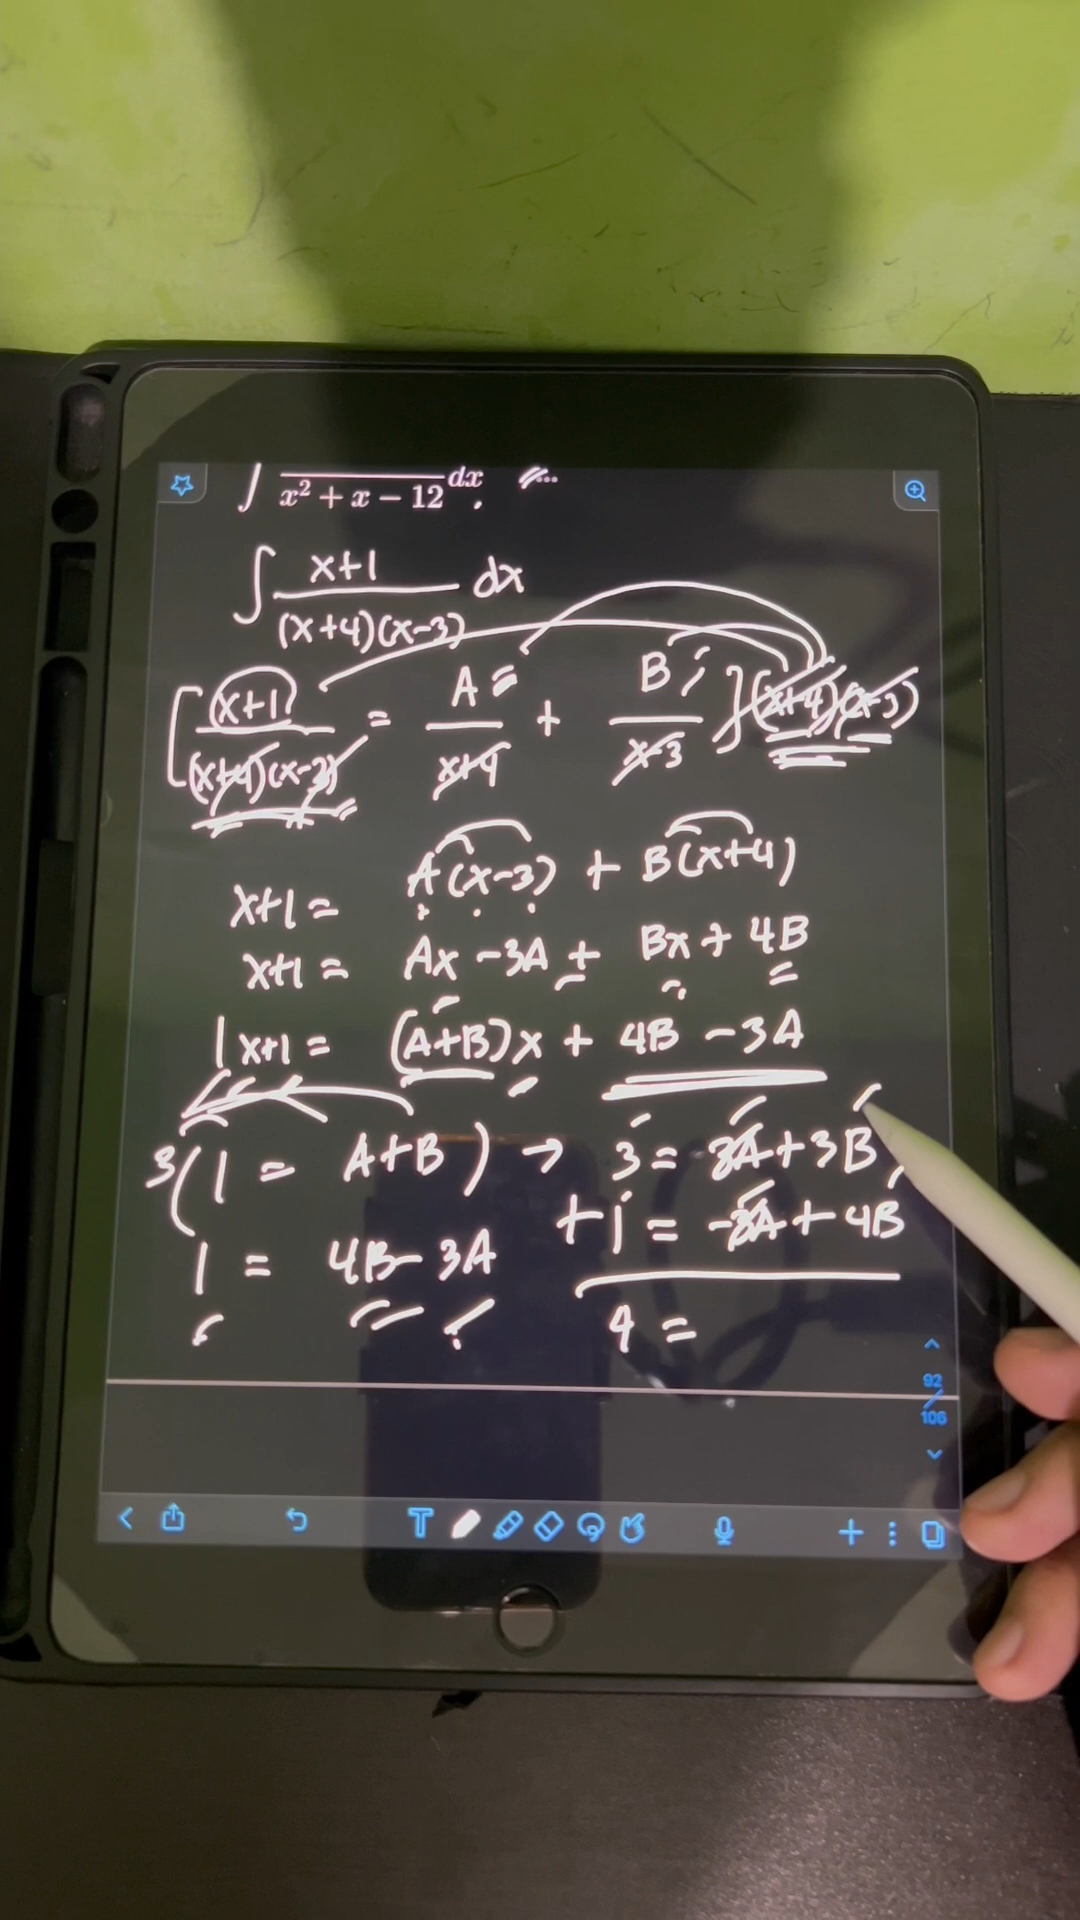 ∫ x² + x − 12 dx
∫ x+1 / (x+4)(x-3) dx
[ x+1 / (x+4)(x-3) = A / x+4 + B / x-3 ] (x+4)(x-3)
x+1 = A(x-3) + B(x+4)
x+1 = Ax - 3A + Bx + 4B
1x+1 = (A+B)x + 4B - 3A
3(1 = A+B) → 3 = 3A + 3B
1 = 4B - 3A
+1 = -3A + 4B
4 =
92
106
T